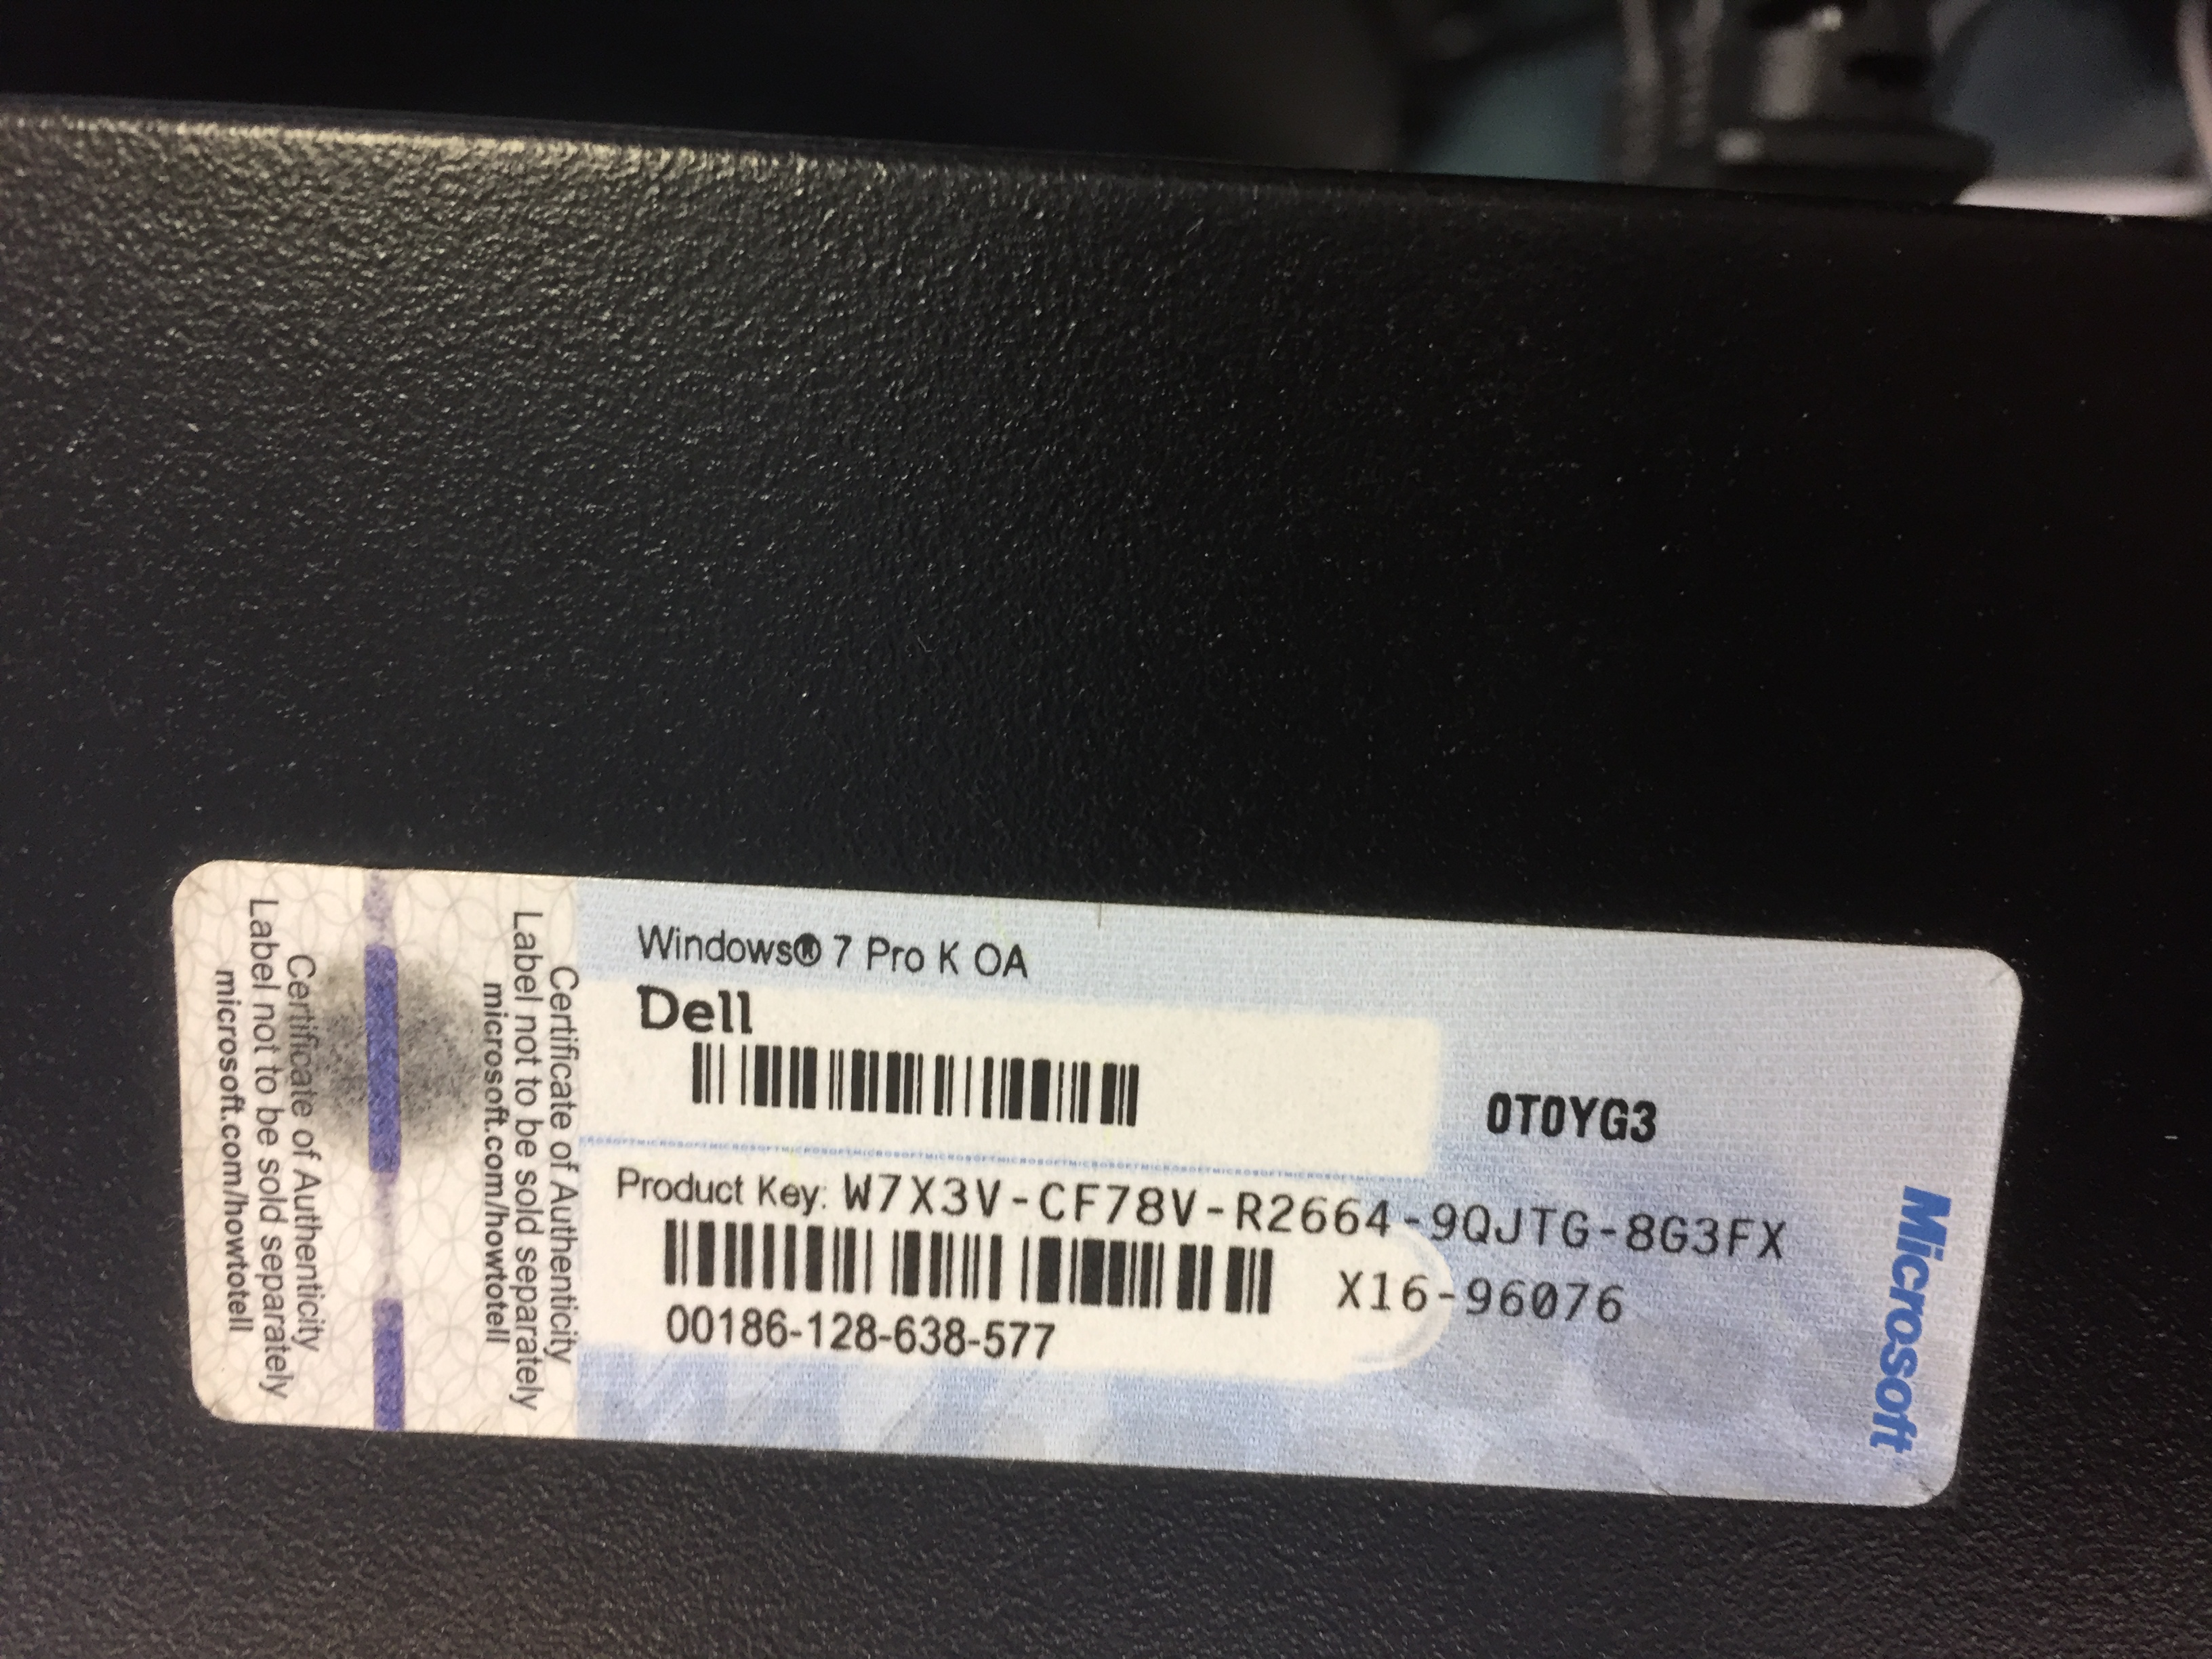 Certificate of Authenticity
Label not to be sold separately
microsoft.com/howtotell
Certificate of Authenticity
Label not to be sold separately
microsoft.com/howtotell
Windows® 7 Pro K OA
Dell
0T0YG3
Product Key: W7X3V-CF78V-R2664-9QJTG-8G3FX
X16-96076
00186-128-638-577
Microsoft